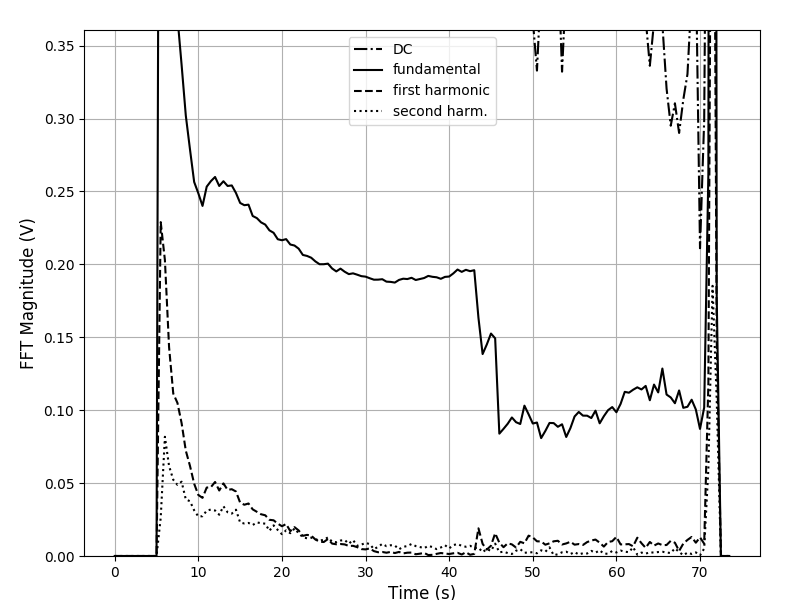 DC
fundamental
first harmonic
second harm.
FFT Magnitude (V)
0.35
0.30
0.25
0.20
0.15
0.10
0.05
0.00
0 10 20 30 40 50 60 70
Time (s)